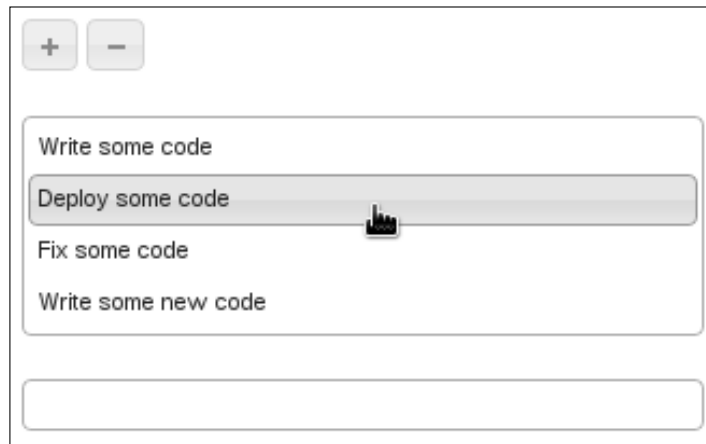 + −
Write some code
Deploy some code
Fix some code
Write some new code